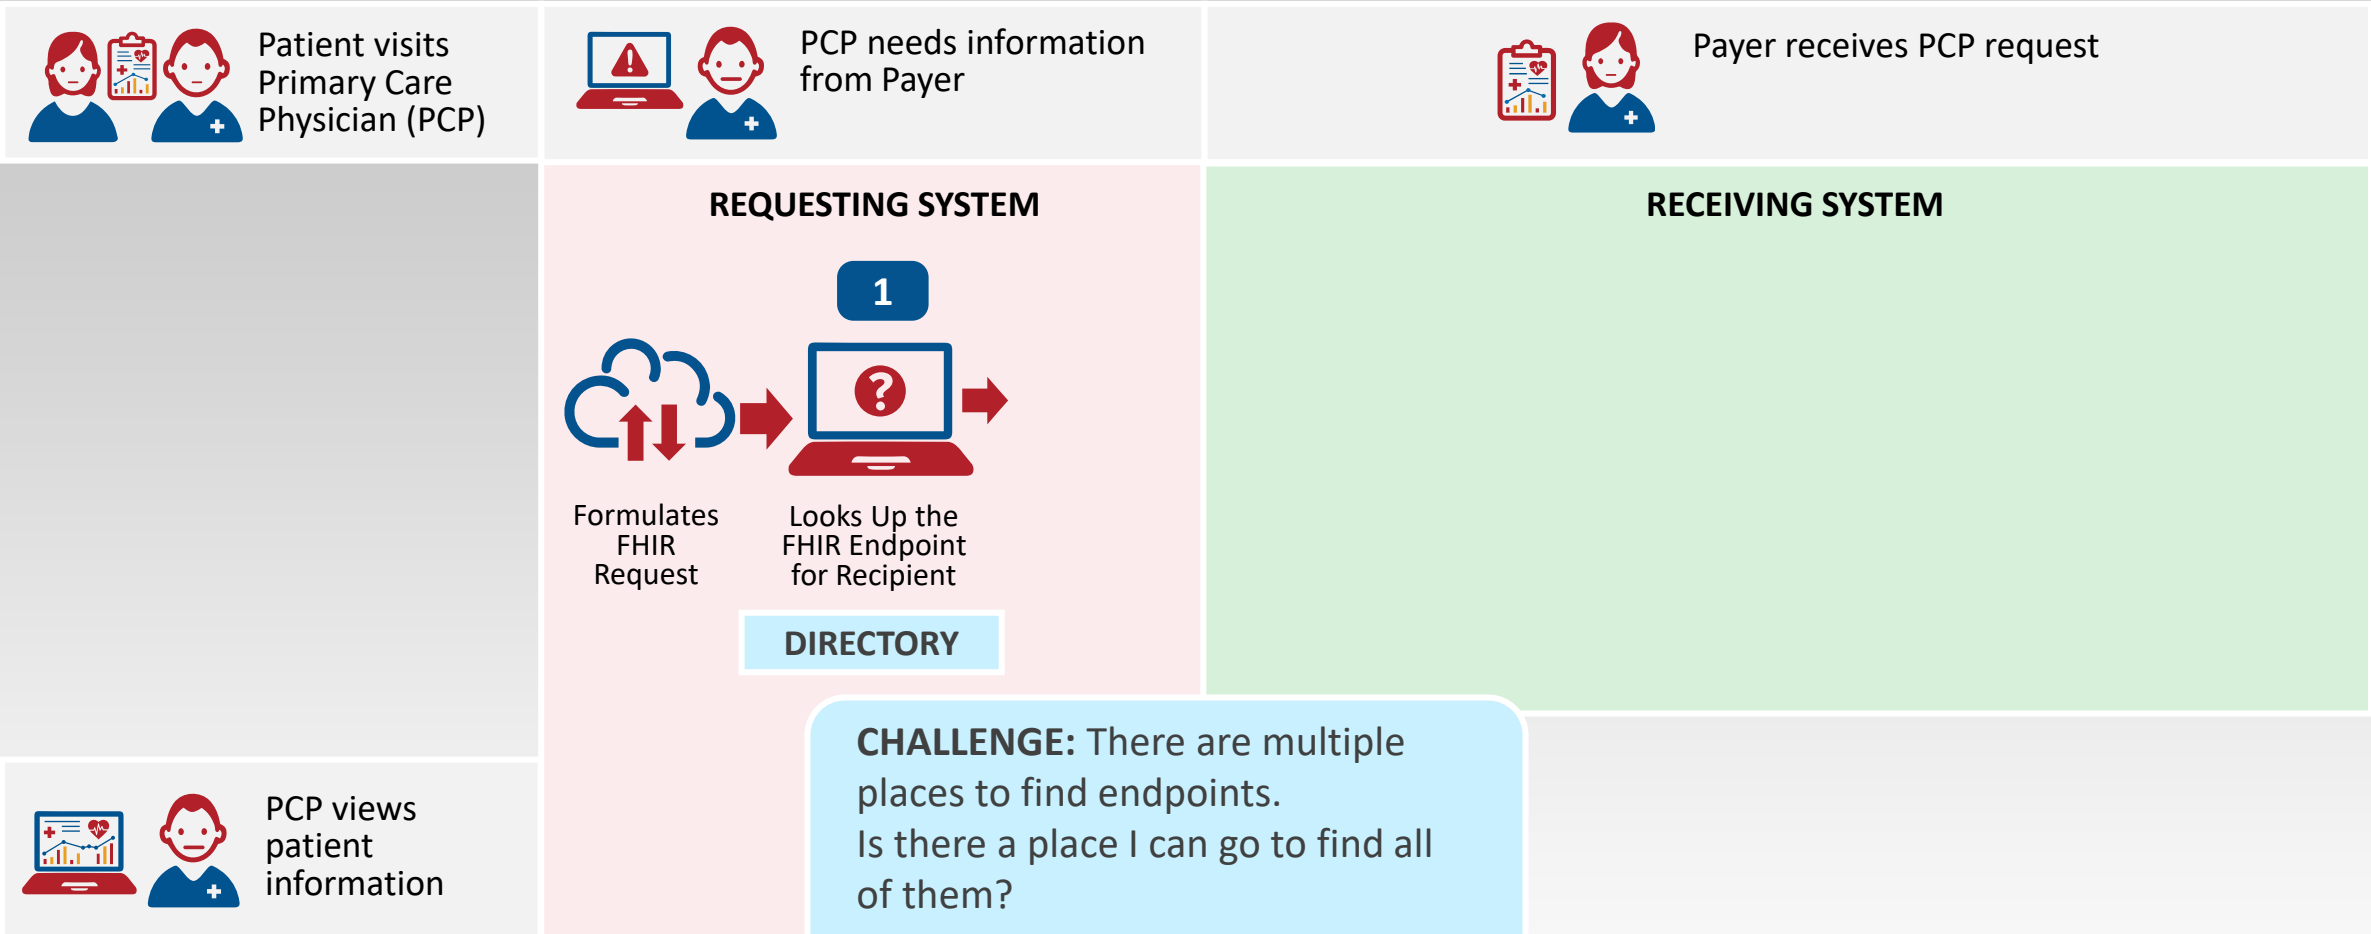 Patient visits
Primary Care
Physician (PCP)
PCP needs information
from Payer
Payer receives PCP request
REQUESTING SYSTEM
RECEIVING SYSTEM
1
?
Formulates
FHIR
Request
Looks Up the
FHIR Endpoint
for Recipient
DIRECTORY
CHALLENGE: There are multiple
places to find endpoints.
Is there a place I can go to find all
of them?
PCP views
patient
information